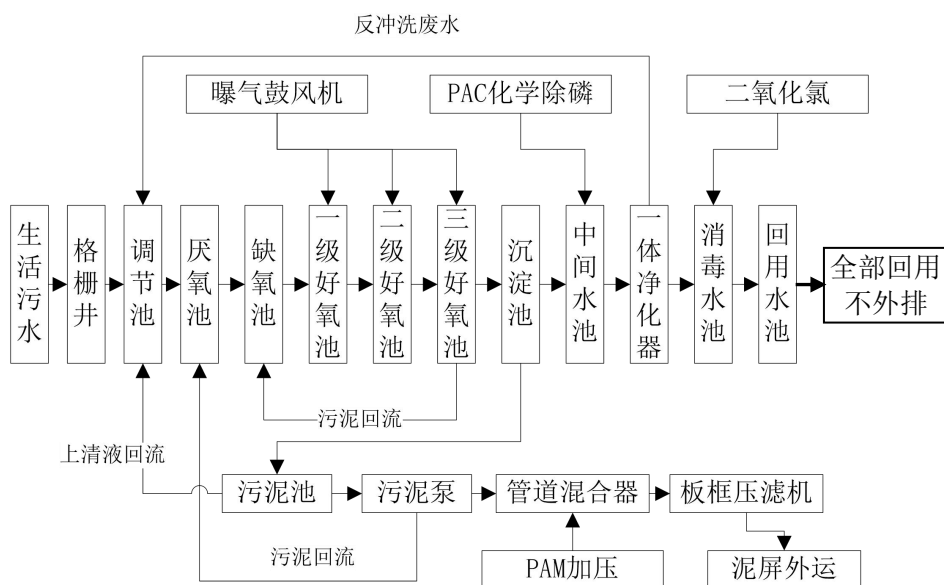 反冲洗废水
曝气鼓风机
PAC化学除磷
二氧化氯
生活污水
格栅井
调节池
厌氧池
缺氧池
一级好氧池
二级好氧池
三级好氧池
沉淀池
中间水池
一体净化器
消毒水池
回用水池
全部回用
不外排
污泥回流
上清液回流
污泥池
污泥泵
管道混合器
板框压滤机
污泥回流
PAM加压
泥屏外运